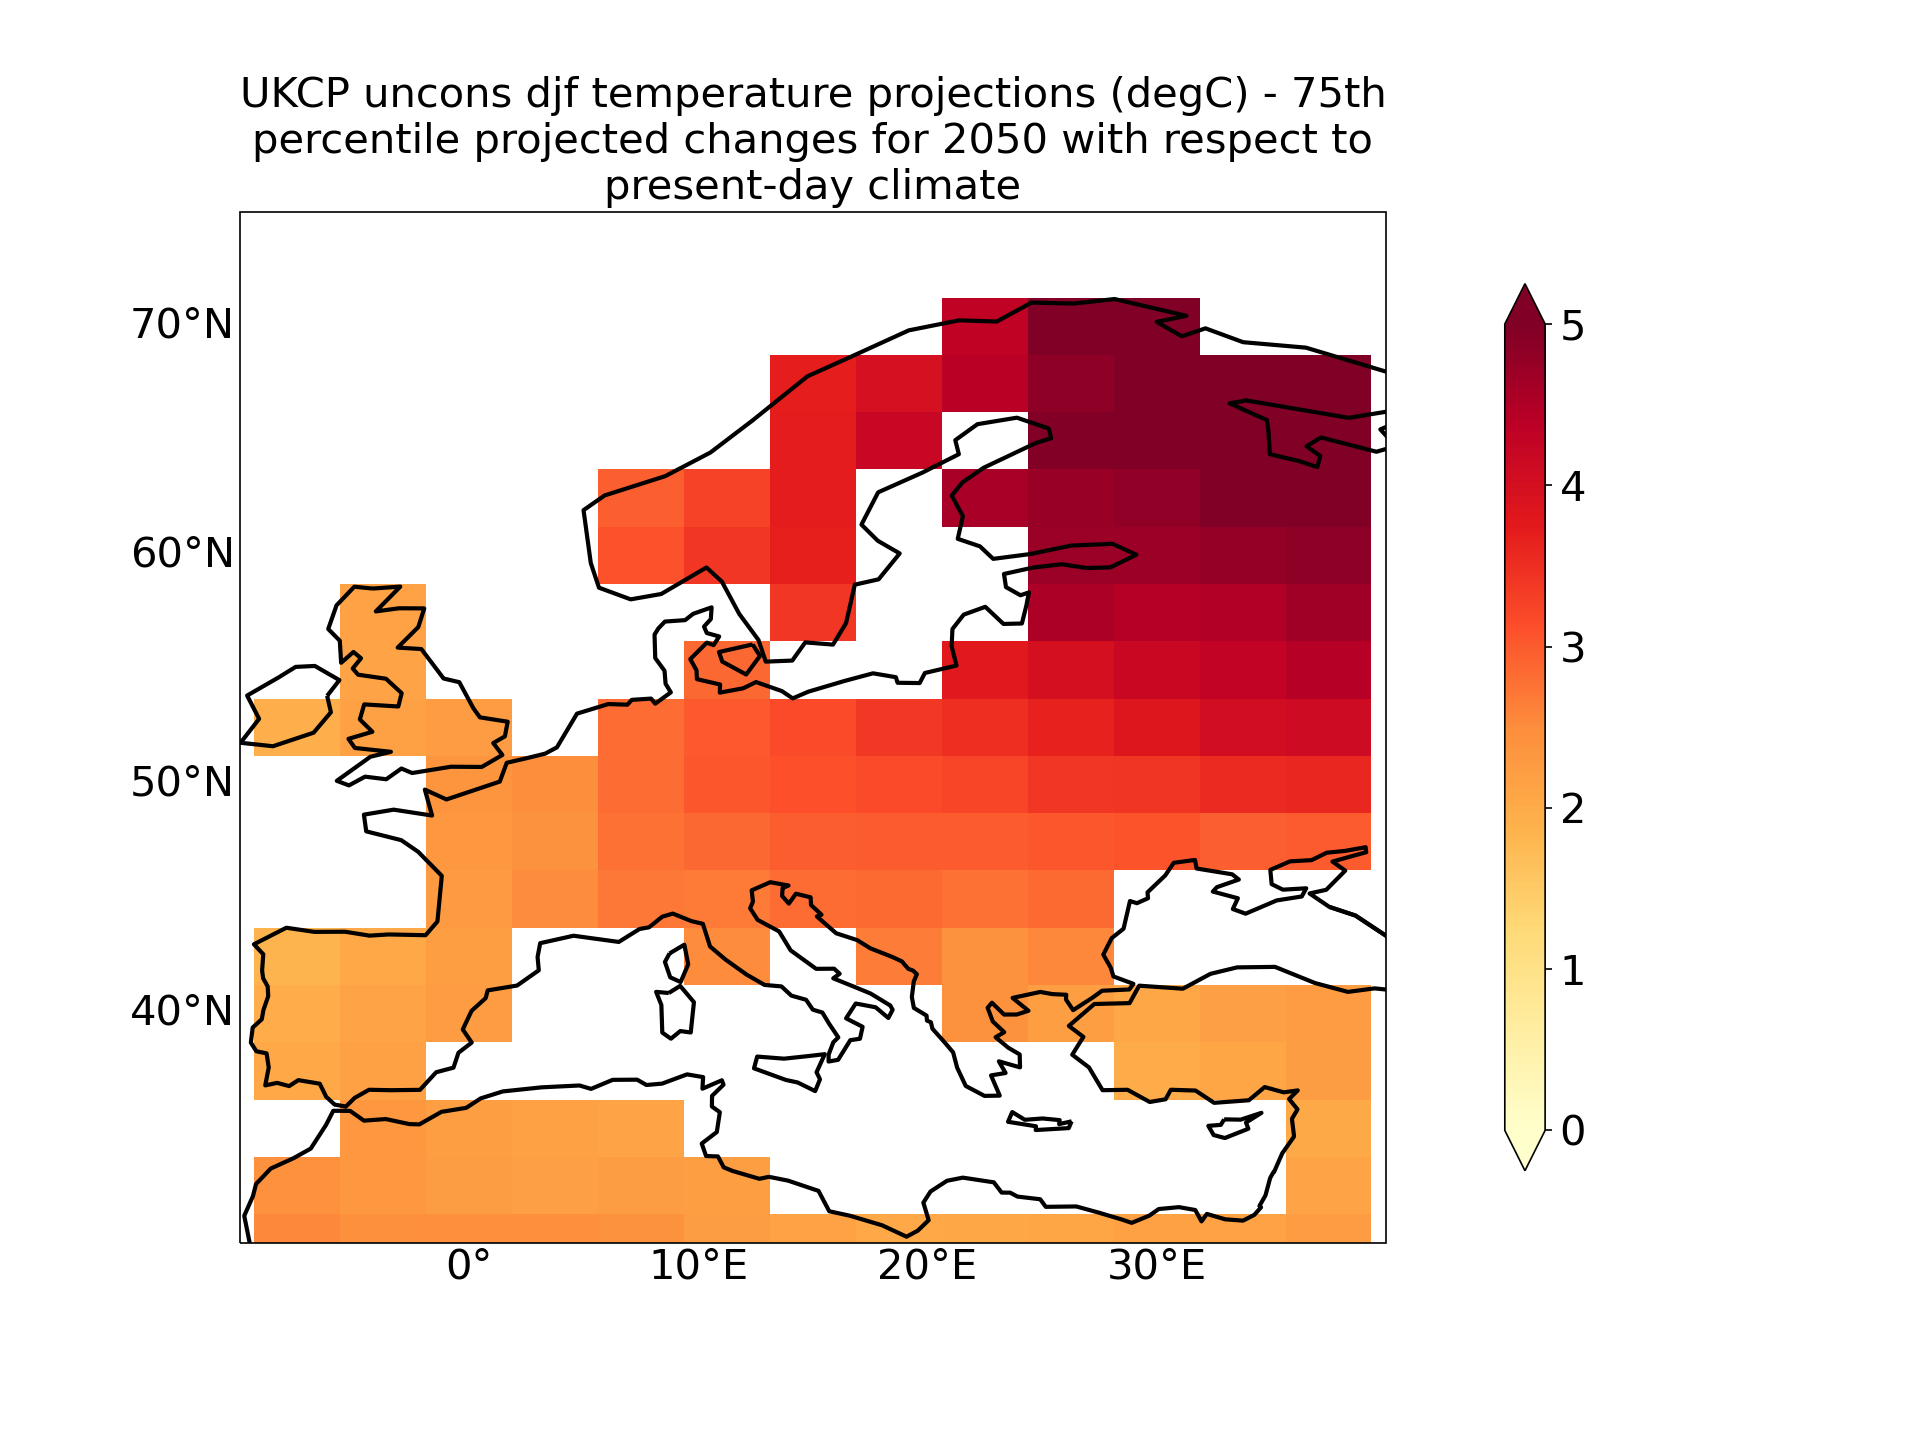 UKCP uncons djf temperature projections (degC) - 75th
percentile projected changes for 2050 with respect to
present-day climate
70°N
60°N
50°N
40°N
0°
10°E
20°E
30°E
5
4
3
2
1
0